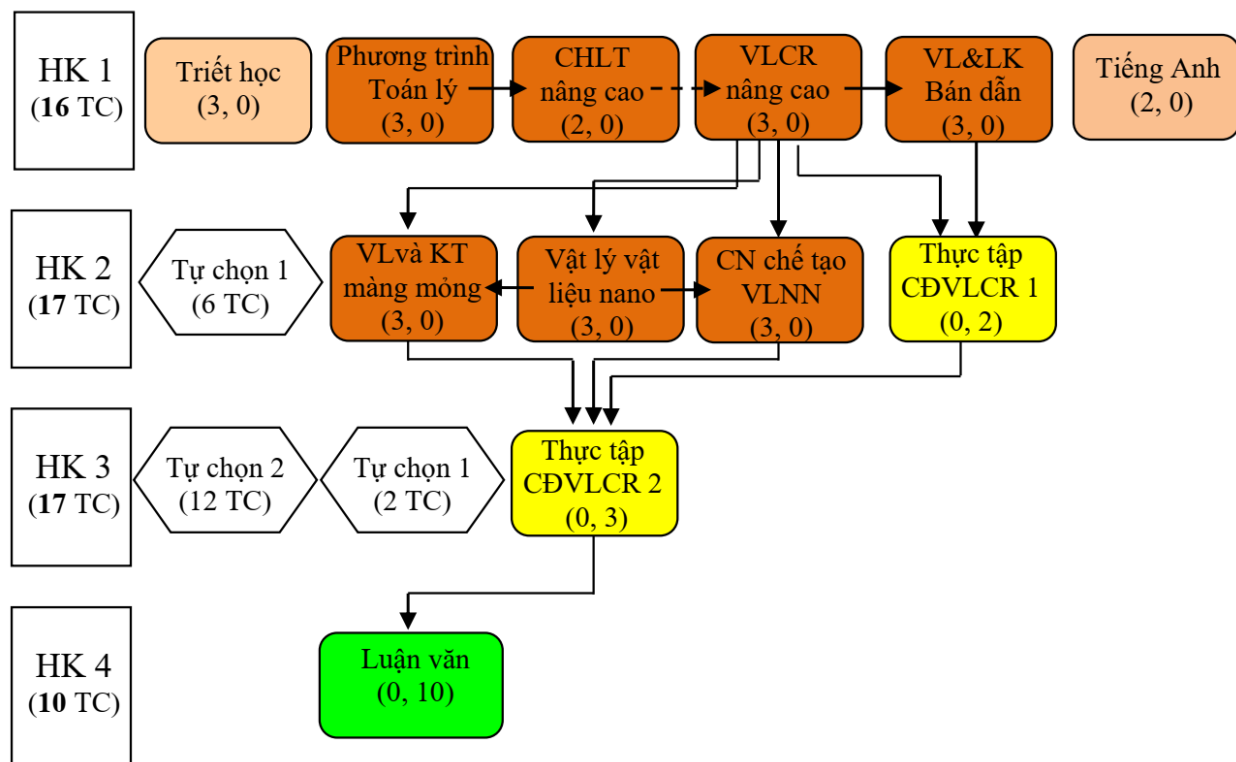 HK 1
(16 TC)
Triết học
(3, 0)
Phương trình
Toán lý
(3, 0)
CHLT
nâng cao
(2, 0)
VLCR
nâng cao
(3, 0)
VL&LK
Bán dẫn
(3, 0)
Tiếng Anh
(2, 0)
HK 2
(17 TC)
Tự chọn 1
(6 TC)
VLvà KT
màng mỏng
(3, 0)
Vật lý vật
liệu nano
(3, 0)
CN chế tạo
VLNN
(3, 0)
Thực tập
CĐVLCR 1
(0, 2)
HK 3
(17 TC)
Tự chọn 2
(12 TC)
Tự chọn 1
(2 TC)
Thực tập
CĐVLCR 2
(0, 3)
HK 4
(10 TC)
Luận văn
(0, 10)